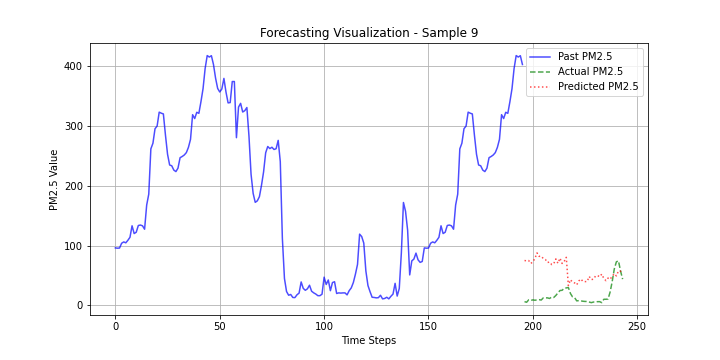 Forecasting Visualization - Sample 9
PM2.5 Value
400
300
200
100
0
Past PM2.5
Actual PM2.5
Predicted PM2.5
0 50 100 150 200 250
Time Steps